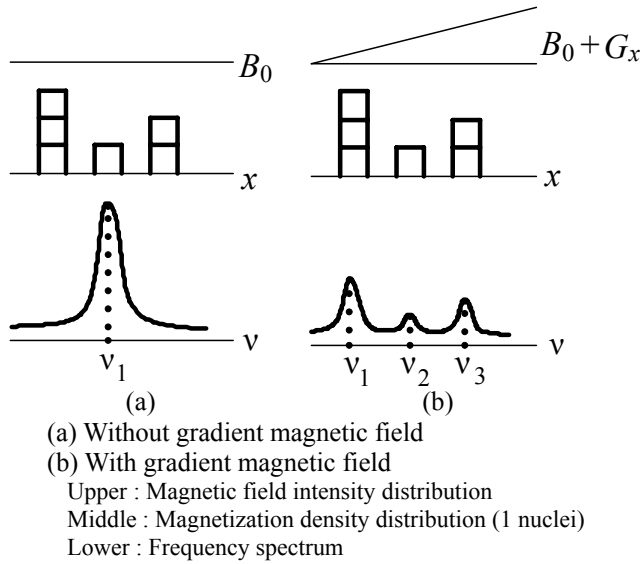 B₀
B₀ + Gₓ
x
x
ν
ν
ν₁
ν₁ ν₂ ν₃
(a)
(b)
(a) Without gradient magnetic field
(b) With gradient magnetic field
Upper : Magnetic field intensity distribution
Middle : Magnetization density distribution (1 nuclei)
Lower : Frequency spectrum